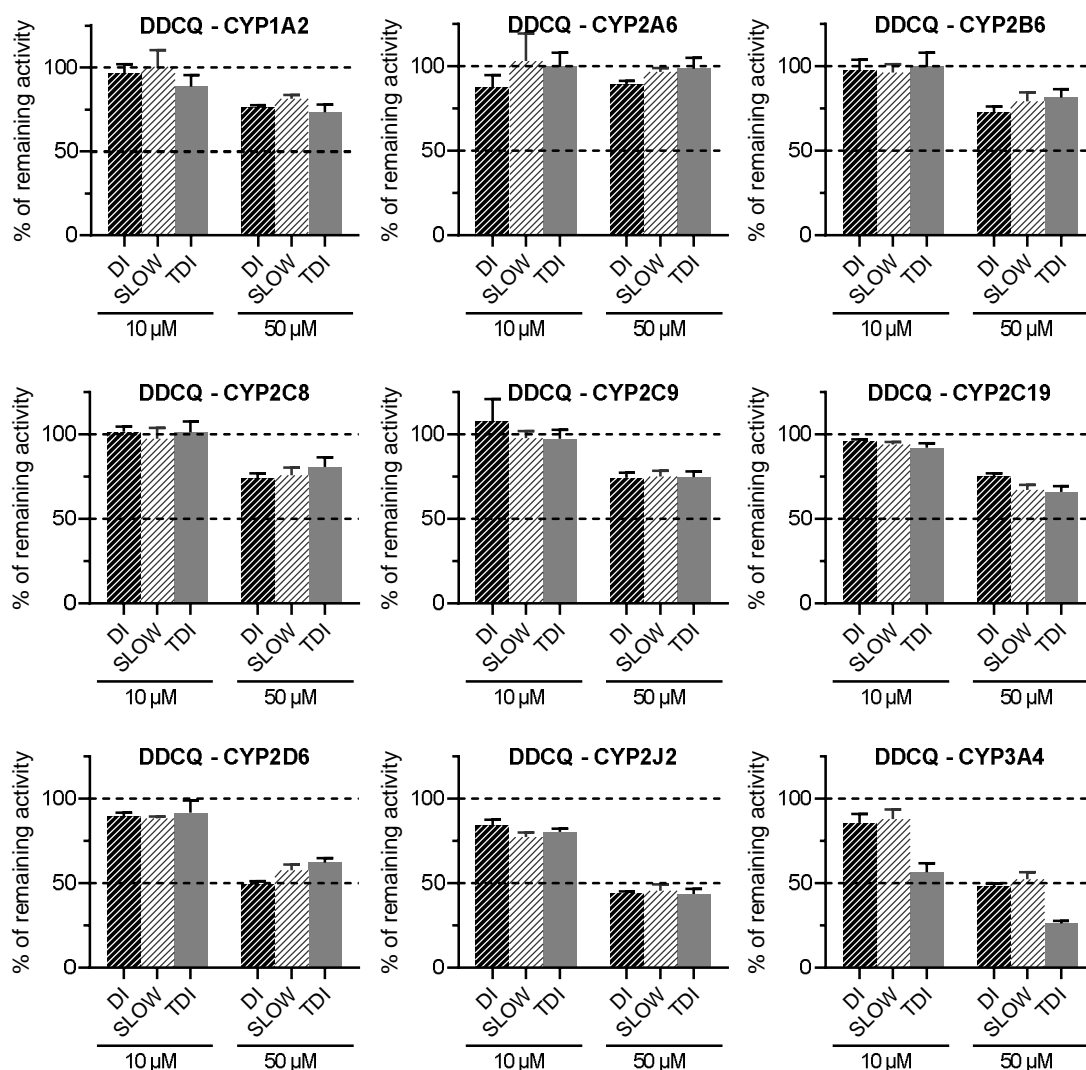 DDCQ - CYP1A2
% of remaining activity
100
50
0
DI
SLOW
TDI
DI
SLOW
TDI
10 µM
50 µM
DDCQ - CYP2A6
% of remaining activity
100
50
0
DI
SLOW
TDI
DI
SLOW
TDI
10 µM
50 µM
DDCQ - CYP2B6
% of remaining activity
100
50
0
DI
SLOW
TDI
DI
SLOW
TDI
10 µM
50 µM
DDCQ - CYP2C8
% of remaining activity
100
50
0
DI
SLOW
TDI
DI
SLOW
TDI
10 µM
50 µM
DDCQ - CYP2C9
% of remaining activity
100
50
0
DI
SLOW
TDI
DI
SLOW
TDI
10 µM
50 µM
DDCQ - CYP2C19
% of remaining activity
100
50
0
DI
SLOW
TDI
DI
SLOW
TDI
10 µM
50 µM
DDCQ - CYP2D6
% of remaining activity
100
50
0
DI
SLOW
TDI
DI
SLOW
TDI
10 µM
50 µM
DDCQ - CYP2J2
% of remaining activity
100
50
0
DI
SLOW
TDI
DI
SLOW
TDI
10 µM
50 µM
DDCQ - CYP3A4
% of remaining activity
100
50
0
DI
SLOW
TDI
DI
SLOW
TDI
10 µM
50 µM